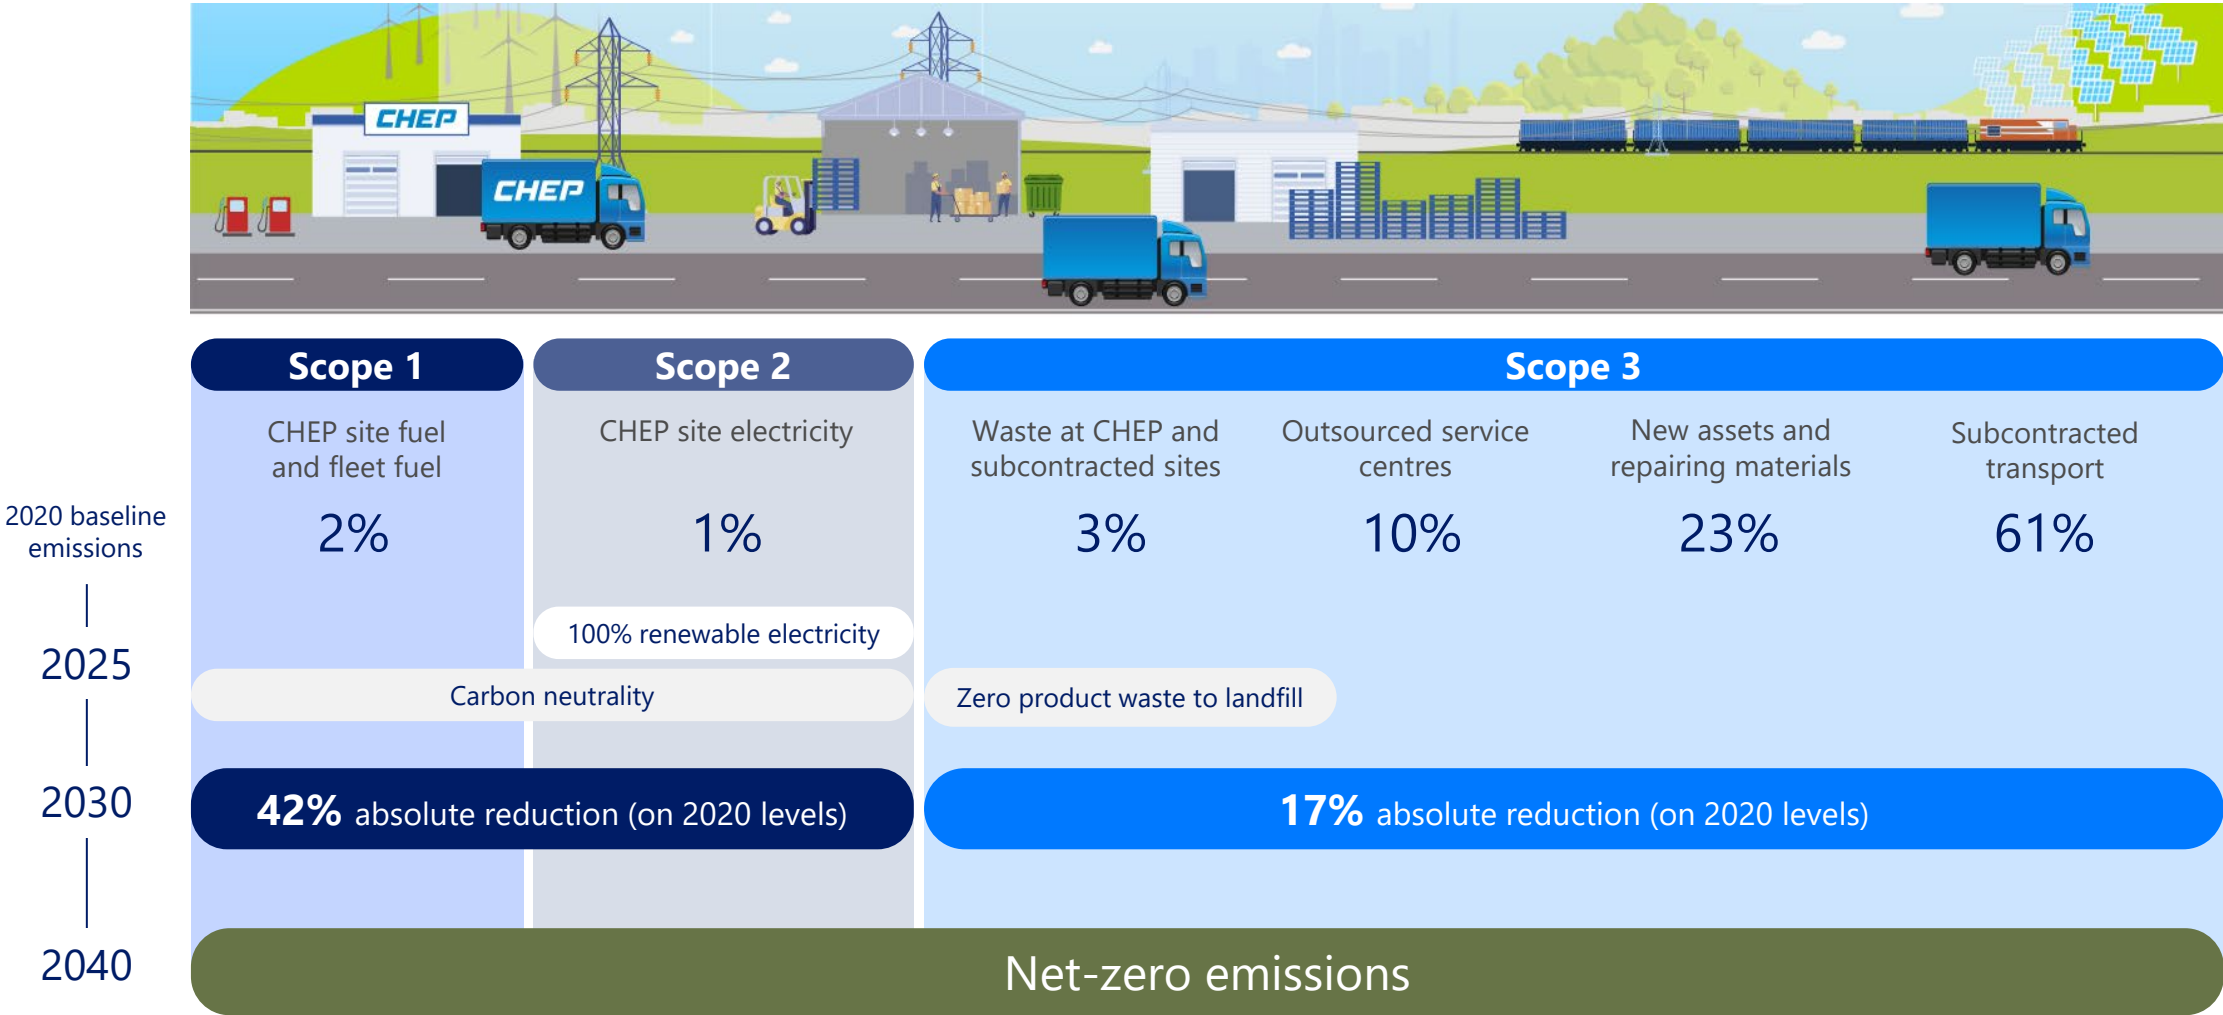 CHEP
CHEP
Scope 1
Scope 2
Scope 3
CHEP site fuel
and fleet fuel
CHEP site electricity
Waste at CHEP and
subcontracted sites
Outsourced service
centres
New assets and
repairing materials
Subcontracted
transport
2020 baseline
emissions
2%
1%
3%
10%
23%
61%
100% renewable electricity
2025
Carbon neutrality
Zero product waste to landfill
2030
42% absolute reduction (on 2020 levels)
17% absolute reduction (on 2020 levels)
2040
Net-zero emissions